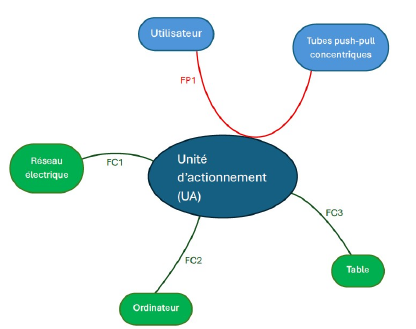 Utilisateur
Tubes push-pull
concentriques
FP1
Réseau
électrique
FC1
Unité
d'actionnement
(UA)
FC3
FC2
Table
Ordinateur